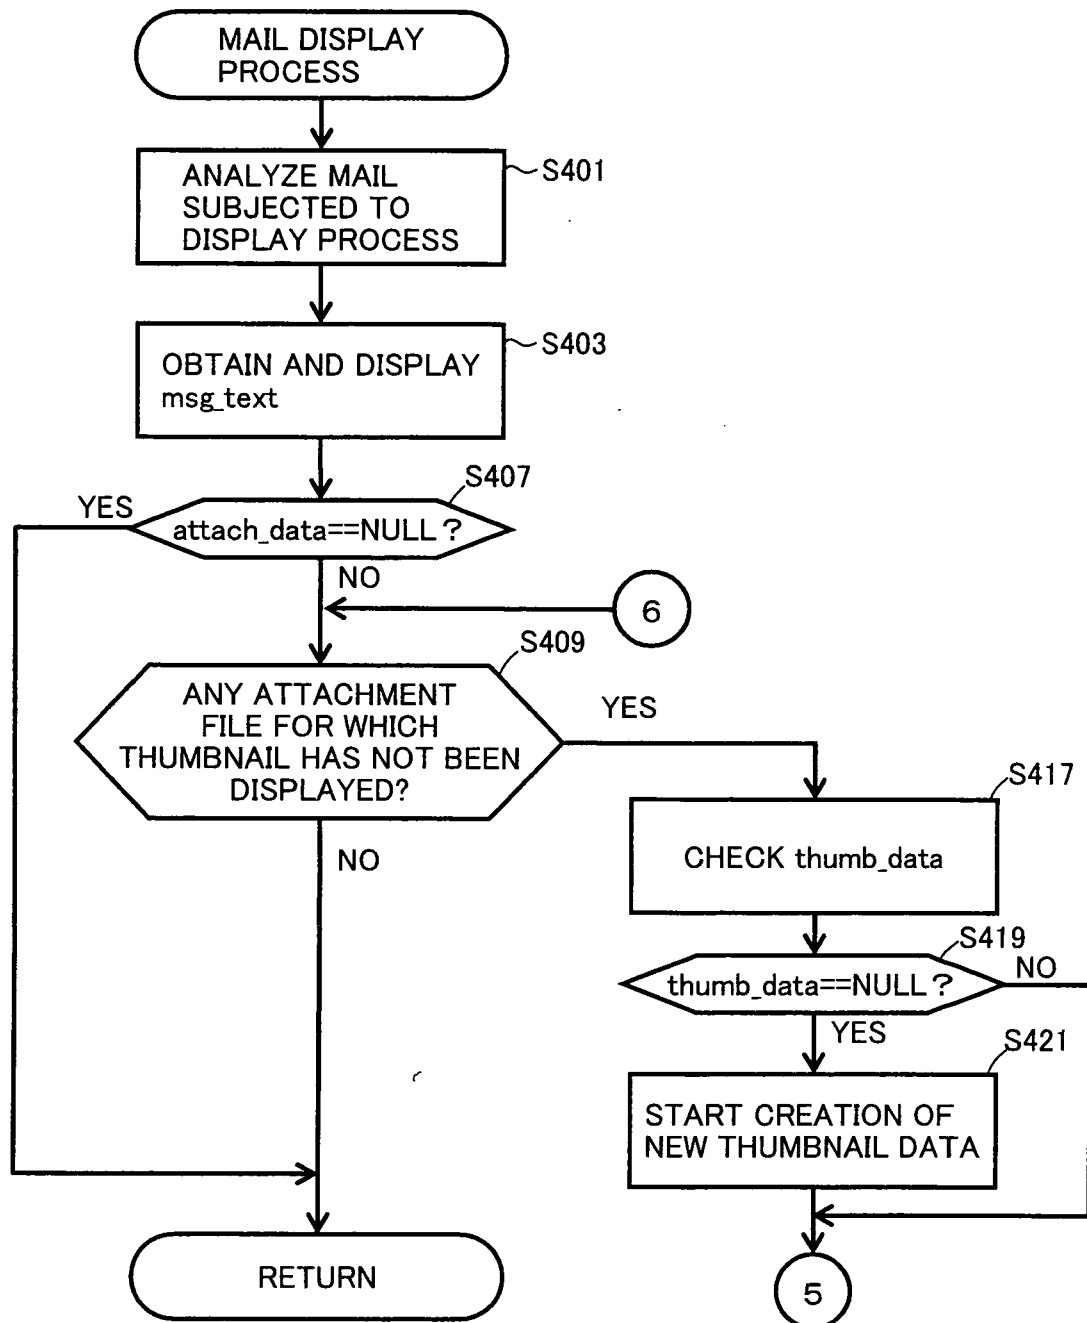 MAIL DISPLAY
PROCESS
ANALYZE MAIL
SUBJECTED TO
DISPLAY PROCESS
S401
OBTAIN AND DISPLAY
msg_text
S403
S407
YES
attach_data==NULL?
NO
6
S409
ANY ATTACHMENT
FILE FOR WHICH
THUMBNAIL HAS NOT BEEN
DISPLAYED?
YES
NO
S417
CHECK thumb_data
S419
thumb_data==NULL?
NO
YES
S421
START CREATION OF
NEW THUMBNAIL DATA
RETURN
5